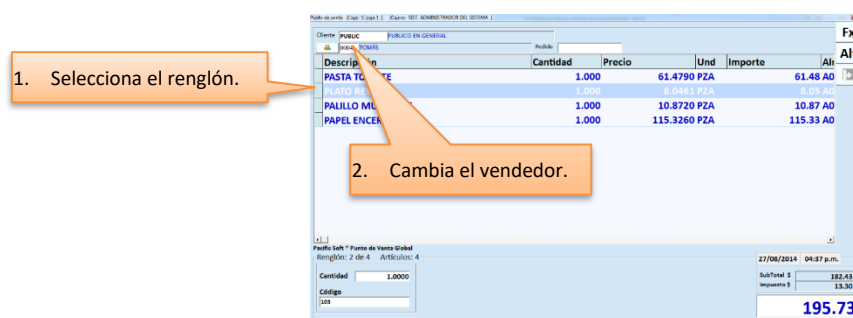 Punto de venta [Caja: 1, caja 1.] [Cajero: SIST ADMINISTRADOR DEL SISTEMA ]
Cliente PUBLIC PUBLICO EN GENERAL
TOMÁS Pedido
Fx
Al
Cantidad Precio Und Importe
PASTA 1.000 61.4790 PZA 61.48 A0
PLATO 1.000 8.0461 PZA 8.05 A0
PALILLO 1.000 10.8720 PZA 10.87 A0
PAPEL 1.000 115.3260 PZA 115.33 A0
1. Selecciona el renglón.
2. Cambia el vendedor.
Pacific Soft ® Punto de Venta Global
Renglón: 2 de 4 Artículos: 4
27/08/2014 04:37 p.m.
Cantidad 1.0000
SubTotal $ 182.43
Impuesto $ 13.30
Código
103
195.73